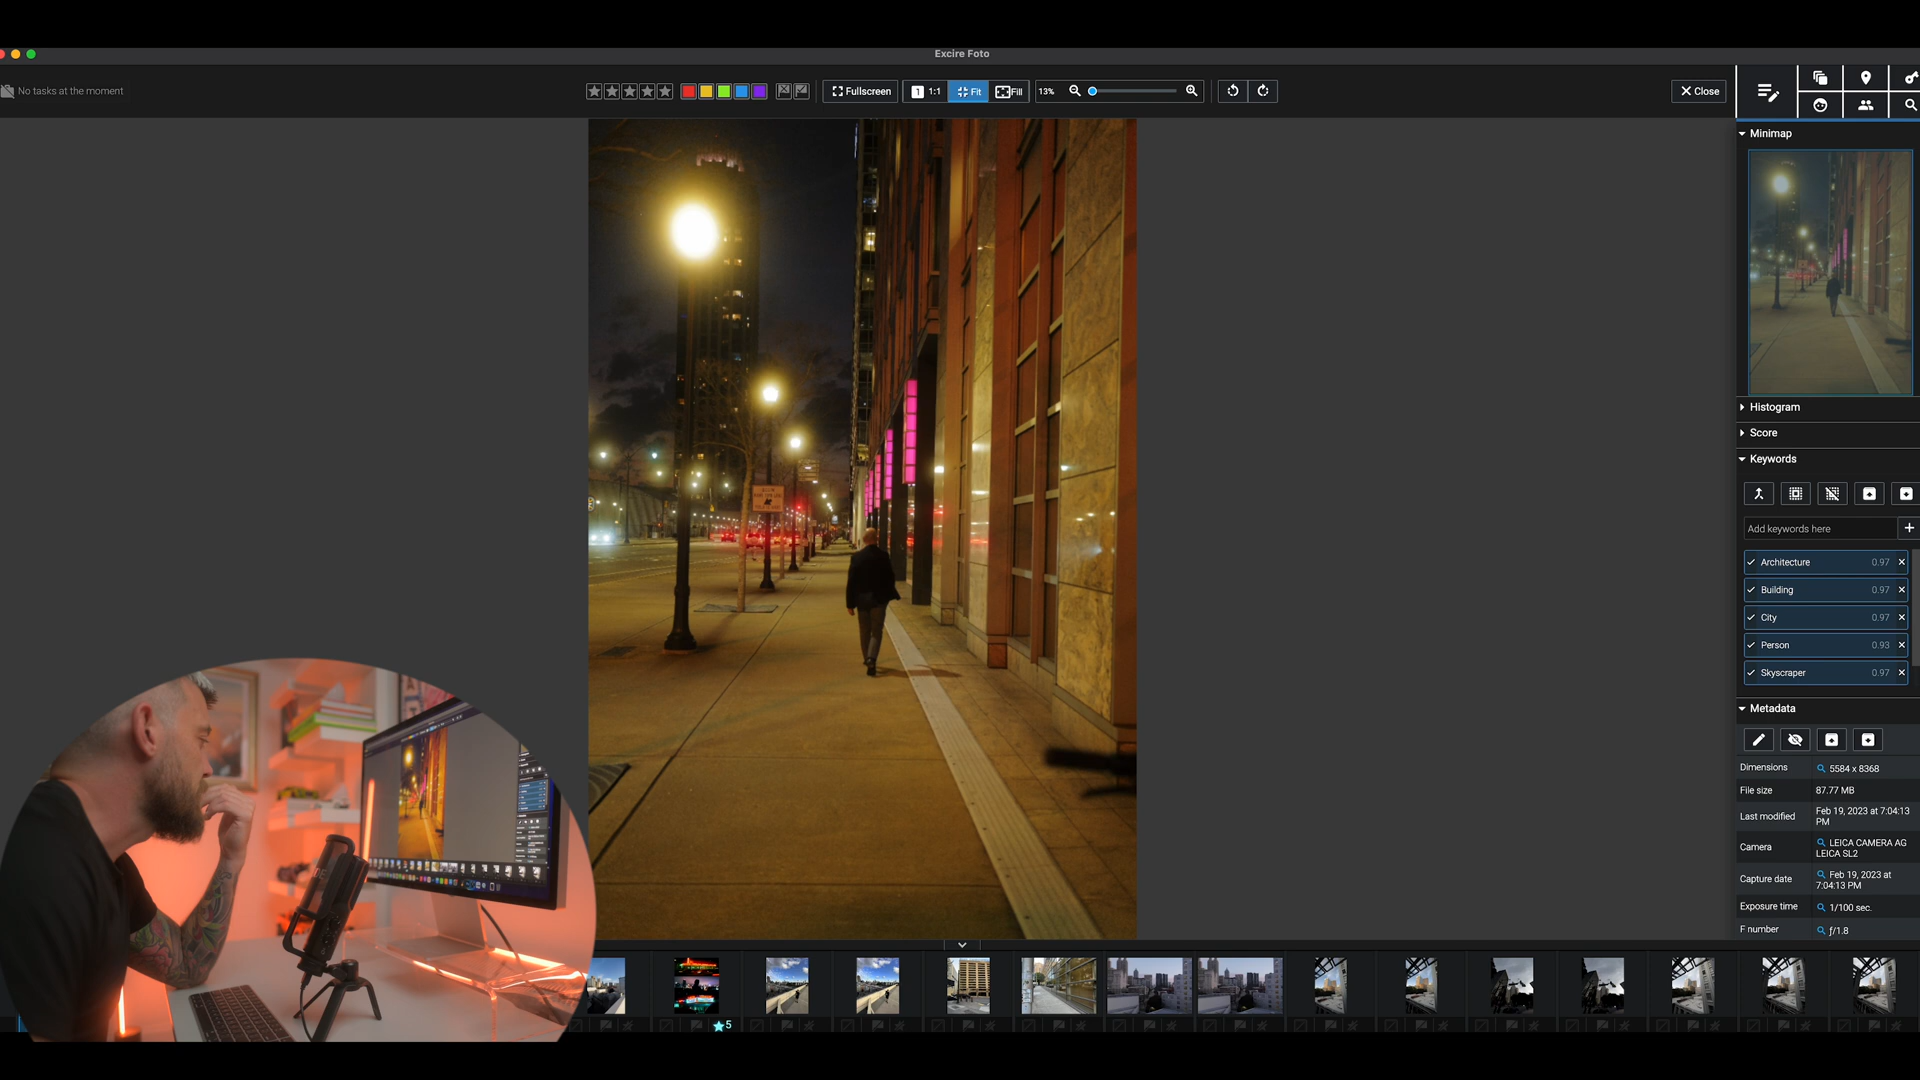 Excire Foto
No tasks at the moment
Fullscreen
1 1:1
Fit
Fill
13%
Close
Minimap
Histogram
Score
Keywords
Add keywords here
Architecture 0.97
Building 0.97
City 0.97
Person 0.93
Skyscraper 0.97
Metadata
Dimensions 5584 x 8368
File size 87.77 MB
Last modified Feb 19, 2023 at 7:04:13 PM
Camera LEICA CAMERA AG LEICA SL2
Capture date Feb 19, 2023 at 7:04:13 PM
Exposure time 1/100 sec.
F number ƒ/1.8
5